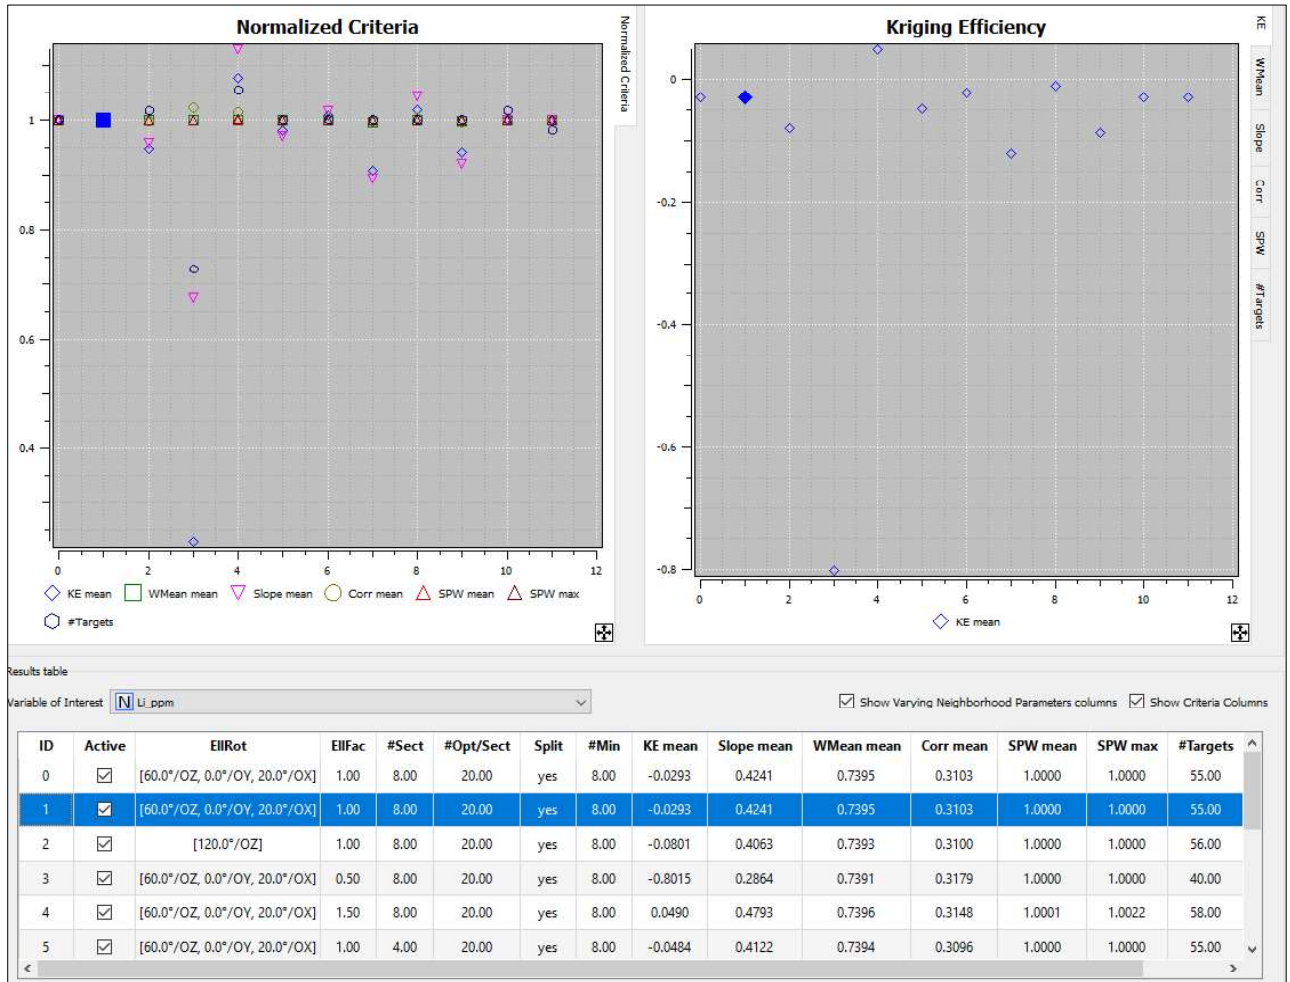 Normalized Criteria
1
0.8
0.6
0.4
0 2 4 6 8 10 12
KE mean WMean mean Slope mean Corr mean SPW mean SPW max
#Targets
Normalized Criteria
Kriging Efficiency
0
-0.2
-0.4
-0.6
-0.8
0 2 4 6 8 10 12
KE mean
KE
WMean
Slope
Corr
SPW
#Targets
Results table
Variable of Interest N Li_ppm Show Varying Neighborhood Parameters columns Show Criteria Columns
ID Active EllRot EllFac #Sect #Opt/Sect Split #Min KE mean Slope mean WMean mean Corr mean SPW mean SPW max #Targets
0 [60.0°/OZ, 0.0°/OY, 20.0°/OX] 1.00 8.00 20.00 yes 8.00 -0.0293 0.4241 0.7395 0.3103 1.0000 1.0000 55.00
1 [60.0°/OZ, 0.0°/OY, 20.0°/OX] 1.00 8.00 20.00 yes 8.00 -0.0293 0.4241 0.7395 0.3103 1.0000 1.0000 55.00
2 [120.0°/OZ] 1.00 8.00 20.00 yes 8.00 -0.0801 0.4063 0.7393 0.3100 1.0000 1.0000 56.00
3 [60.0°/OZ, 0.0°/OY, 20.0°/OX] 0.50 8.00 20.00 yes 8.00 -0.8015 0.2864 0.7391 0.3179 1.0000 1.0000 40.00
4 [60.0°/OZ, 0.0°/OY, 20.0°/OX] 1.50 8.00 20.00 yes 8.00 0.0490 0.4793 0.7396 0.3148 1.0001 1.0022 58.00
5 [60.0°/OZ, 0.0°/OY, 20.0°/OX] 1.00 4.00 20.00 yes 8.00 -0.0484 0.4122 0.7394 0.3096 1.0000 1.0000 55.00